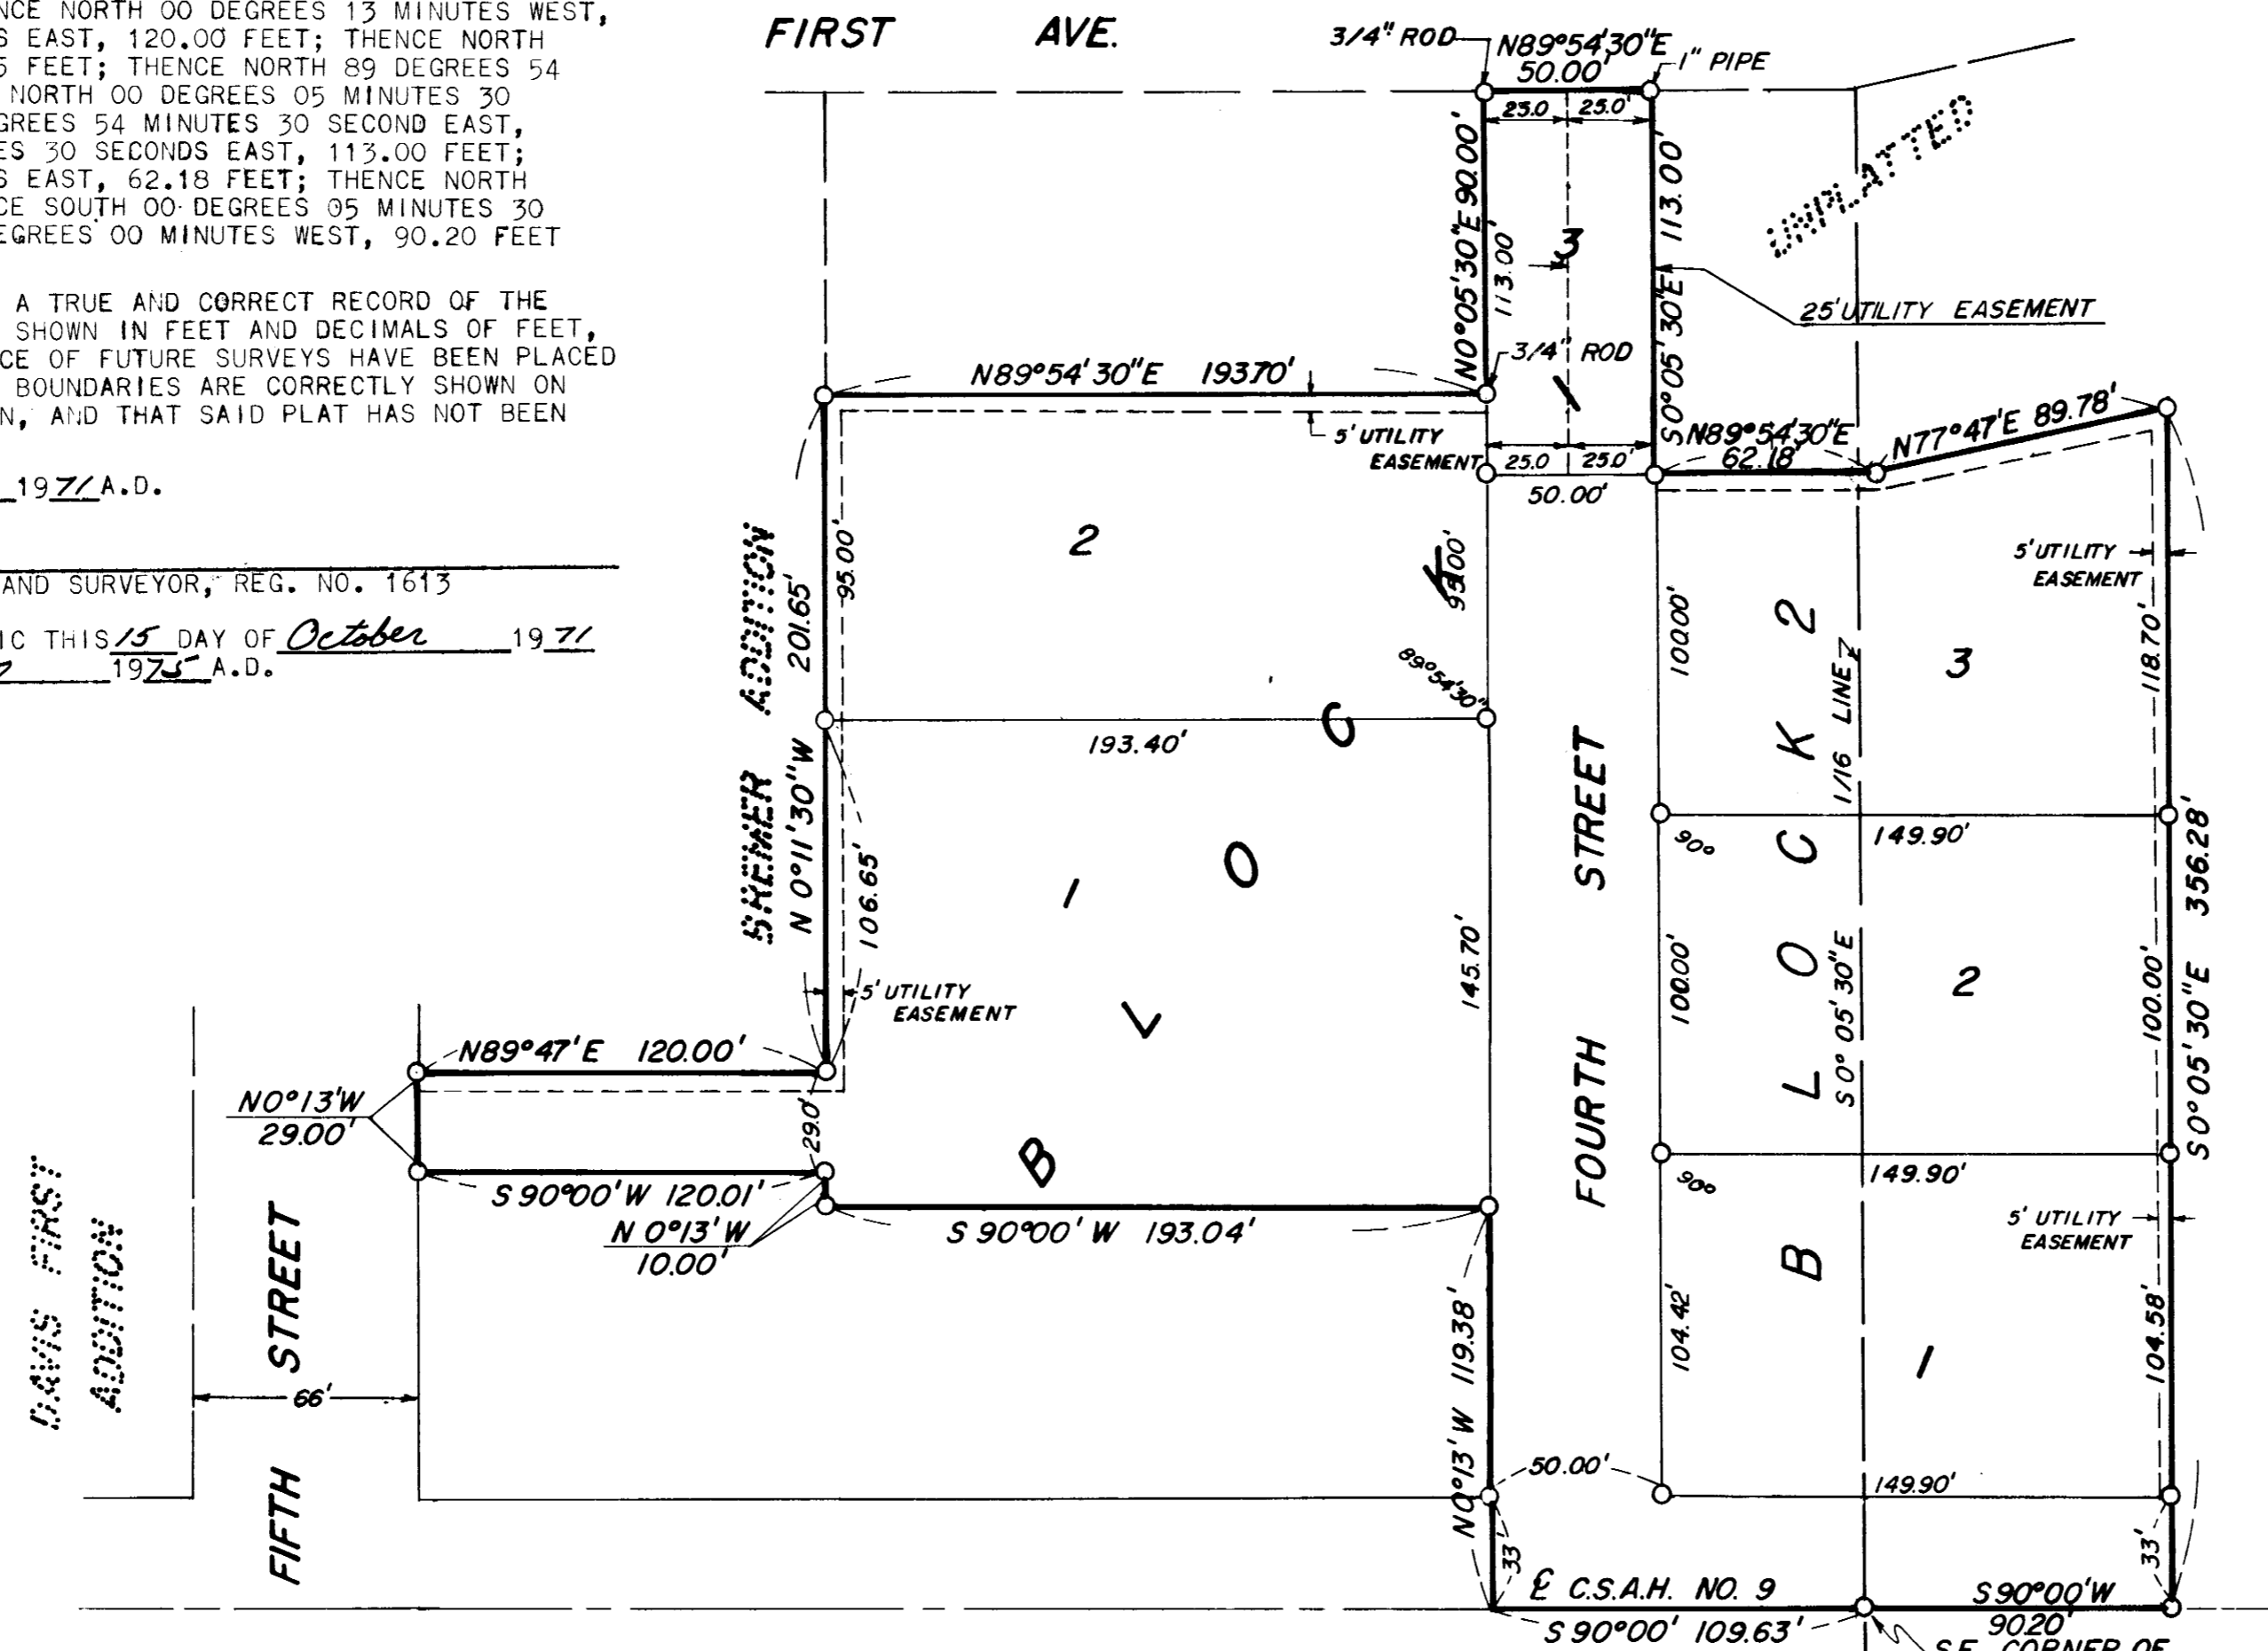 NCE NORTH 00 DEGREES 13 MINUTES WEST,
S EAST, 120.00 FEET; THENCE NORTH
5 FEET; THENCE NORTH 89 DEGREES 54
NORTH 00 DEGREES 05 MINUTES 30
GREES 54 MINUTES 30 SECOND EAST,
ES 30 SECONDS EAST, 113.00 FEET;
S EAST, 62.18 FEET; THENCE NORTH
CE SOUTH 00 DEGREES 05 MINUTES 30
EGREES 00 MINUTES WEST, 90.20 FEET
A TRUE AND CORRECT RECORD OF THE
SHOWN IN FEET AND DECIMALS OF FEET,
CE OF FUTURE SURVEYS HAVE BEEN PLACED
BOUNDARIES ARE CORRECTLY SHOWN ON
N, AND THAT SAID PLAT HAS NOT BEEN
1971 A.D.
AND SURVEYOR, REG. NO. 1613
IC THIS 15 DAY OF October 1971
1975 A.D.
FIRST AVE.
3/4" ROD
N89°54'30"E
50.00'
1" PIPE
25.0 25.0'
N0°05'30"E 90.00'
113.00'
3
S0°05'30"E 113.00'
UNPLATTED
25' UTILITY EASEMENT
3/4" ROD
N89°54'30"E 193.70'
5' UTILITY
EASEMENT
25.0 25.0'
50.00'
N89°54'30"E
62.18'
N77°47'E 89.78'
BREMER ADDITION
N 0°11'30"W 201.65'
95.00'
2
95.00'
89°54'30"
193.40'
106.65'
1
145.70'
5' UTILITY
EASEMENT
B L O C K 1
FOURTH STREET
100.00'
100.00'
104.42'
B L O C K 2
1/16 LINE
S 0° 05' 30"E
3
5' UTILITY
EASEMENT
118.70'
90°
149.90'
2
100.00'
S0°05'30"E 356.28'
90°
149.90'
5' UTILITY
EASEMENT
1
104.58'
149.90'
33'
N89°47'E 120.00'
N0°13'W
29.00'
29.0'
S 90°00'W 120.01'
N 0°13'W
10.00'
S 90°00' W 193.04'
N0°13'W 119.38'
50.00'
33'
DAVIS FIRST
ADDITION
66'
FIFTH STREET
℄ C.S.A.H. NO. 9
S 90°00' 109.63'
S90°00'W
90.20'
S.E. CORNER OF